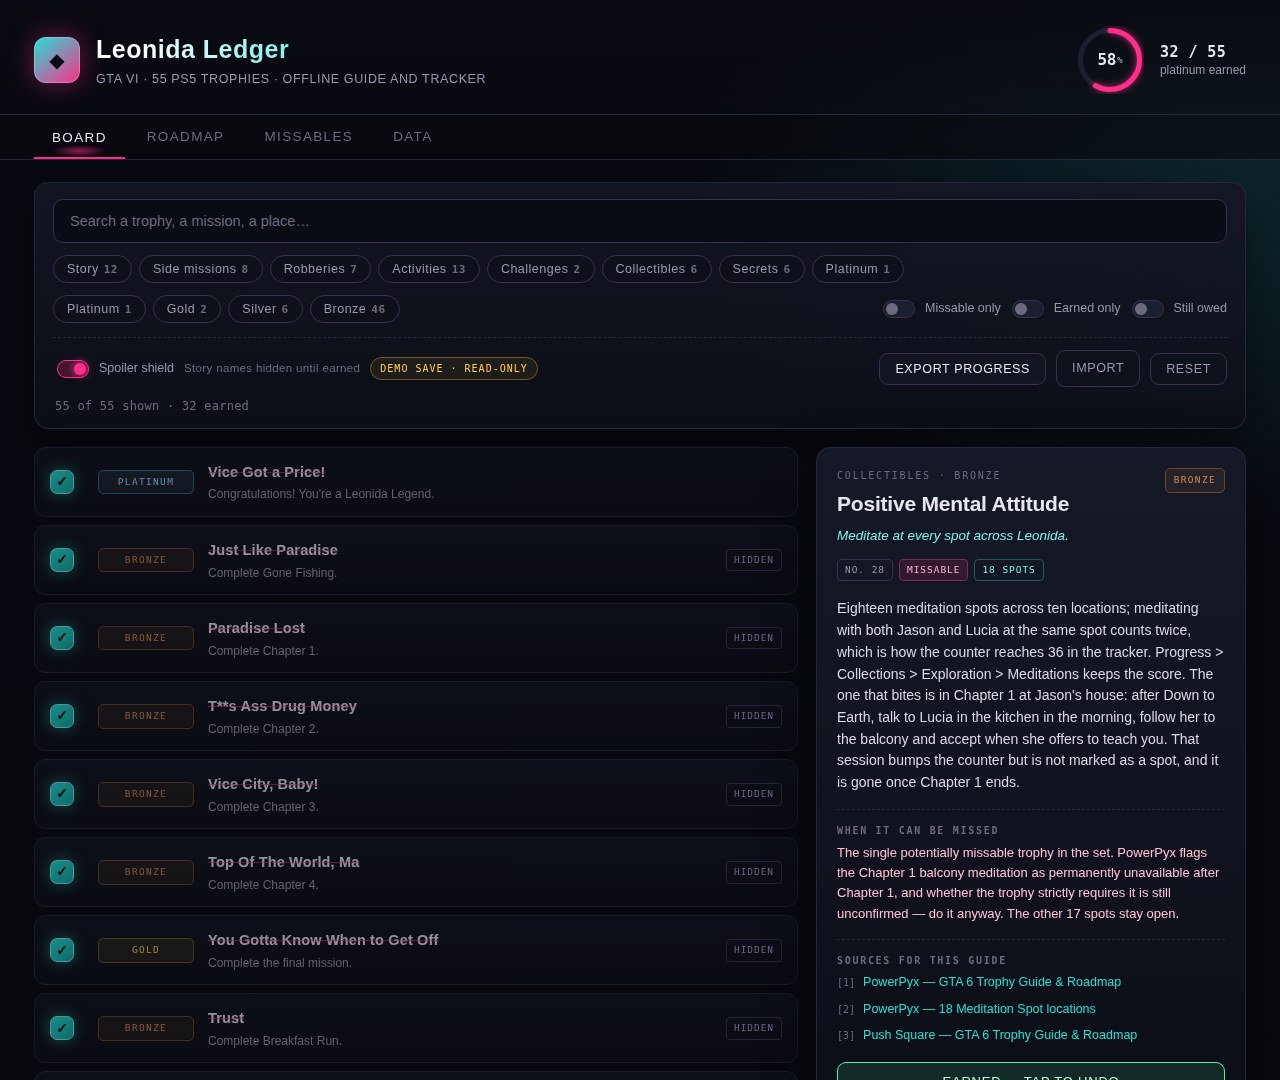 Leonida Ledger
GTA VI · 55 PS5 TROPHIES · OFFLINE GUIDE AND TRACKER
58%
32 / 55
platinum earned
BOARD
ROADMAP
MISSABLES
DATA
Search a trophy, a mission, a place…
Story 12
Side missions 8
Robberies 7
Activities 13
Challenges 2
Collectibles 6
Secrets 6
Platinum 1
Platinum 1
Gold 2
Silver 6
Bronze 46
Missable only
Earned only
Still owed
Spoiler shield
Story names hidden until earned
DEMO SAVE · READ-ONLY
EXPORT PROGRESS
IMPORT
RESET
55 of 55 shown · 32 earned
PLATINUM
Vice Got a Price!
Congratulations! You're a Leonida Legend.
BRONZE
Just Like Paradise
Complete Gone Fishing.
HIDDEN
BRONZE
Paradise Lost
Complete Chapter 1.
HIDDEN
BRONZE
T**s Ass Drug Money
Complete Chapter 2.
HIDDEN
BRONZE
Vice City, Baby!
Complete Chapter 3.
HIDDEN
BRONZE
Top Of The World, Ma
Complete Chapter 4.
HIDDEN
GOLD
You Gotta Know When to Get Off
Complete the final mission.
HIDDEN
BRONZE
Trust
Complete Breakfast Run.
HIDDEN
COLLECTIBLES · BRONZE
BRONZE
Positive Mental Attitude
Meditate at every spot across Leonida.
NO. 28
MISSABLE
18 SPOTS
Eighteen meditation spots across ten locations; meditating
with both Jason and Lucia at the same spot counts twice,
which is how the counter reaches 36 in the tracker. Progress >
Collections > Exploration > Meditations keeps the score. The
one that bites is in Chapter 1 at Jason's house: after Down to
Earth, talk to Lucia in the kitchen in the morning, follow her to
the balcony and accept when she offers to teach you. That
session bumps the counter but is not marked as a spot, and it
is gone once Chapter 1 ends.
WHEN IT CAN BE MISSED
The single potentially missable trophy in the set. PowerPyx flags
the Chapter 1 balcony meditation as permanently unavailable after
Chapter 1, and whether the trophy strictly requires it is still
unconfirmed — do it anyway. The other 17 spots stay open.
SOURCES FOR THIS GUIDE
[1] PowerPyx — GTA 6 Trophy Guide & Roadmap
[2] PowerPyx — 18 Meditation Spot locations
[3] Push Square — GTA 6 Trophy Guide & Roadmap
EARNED — TAP TO UNDO